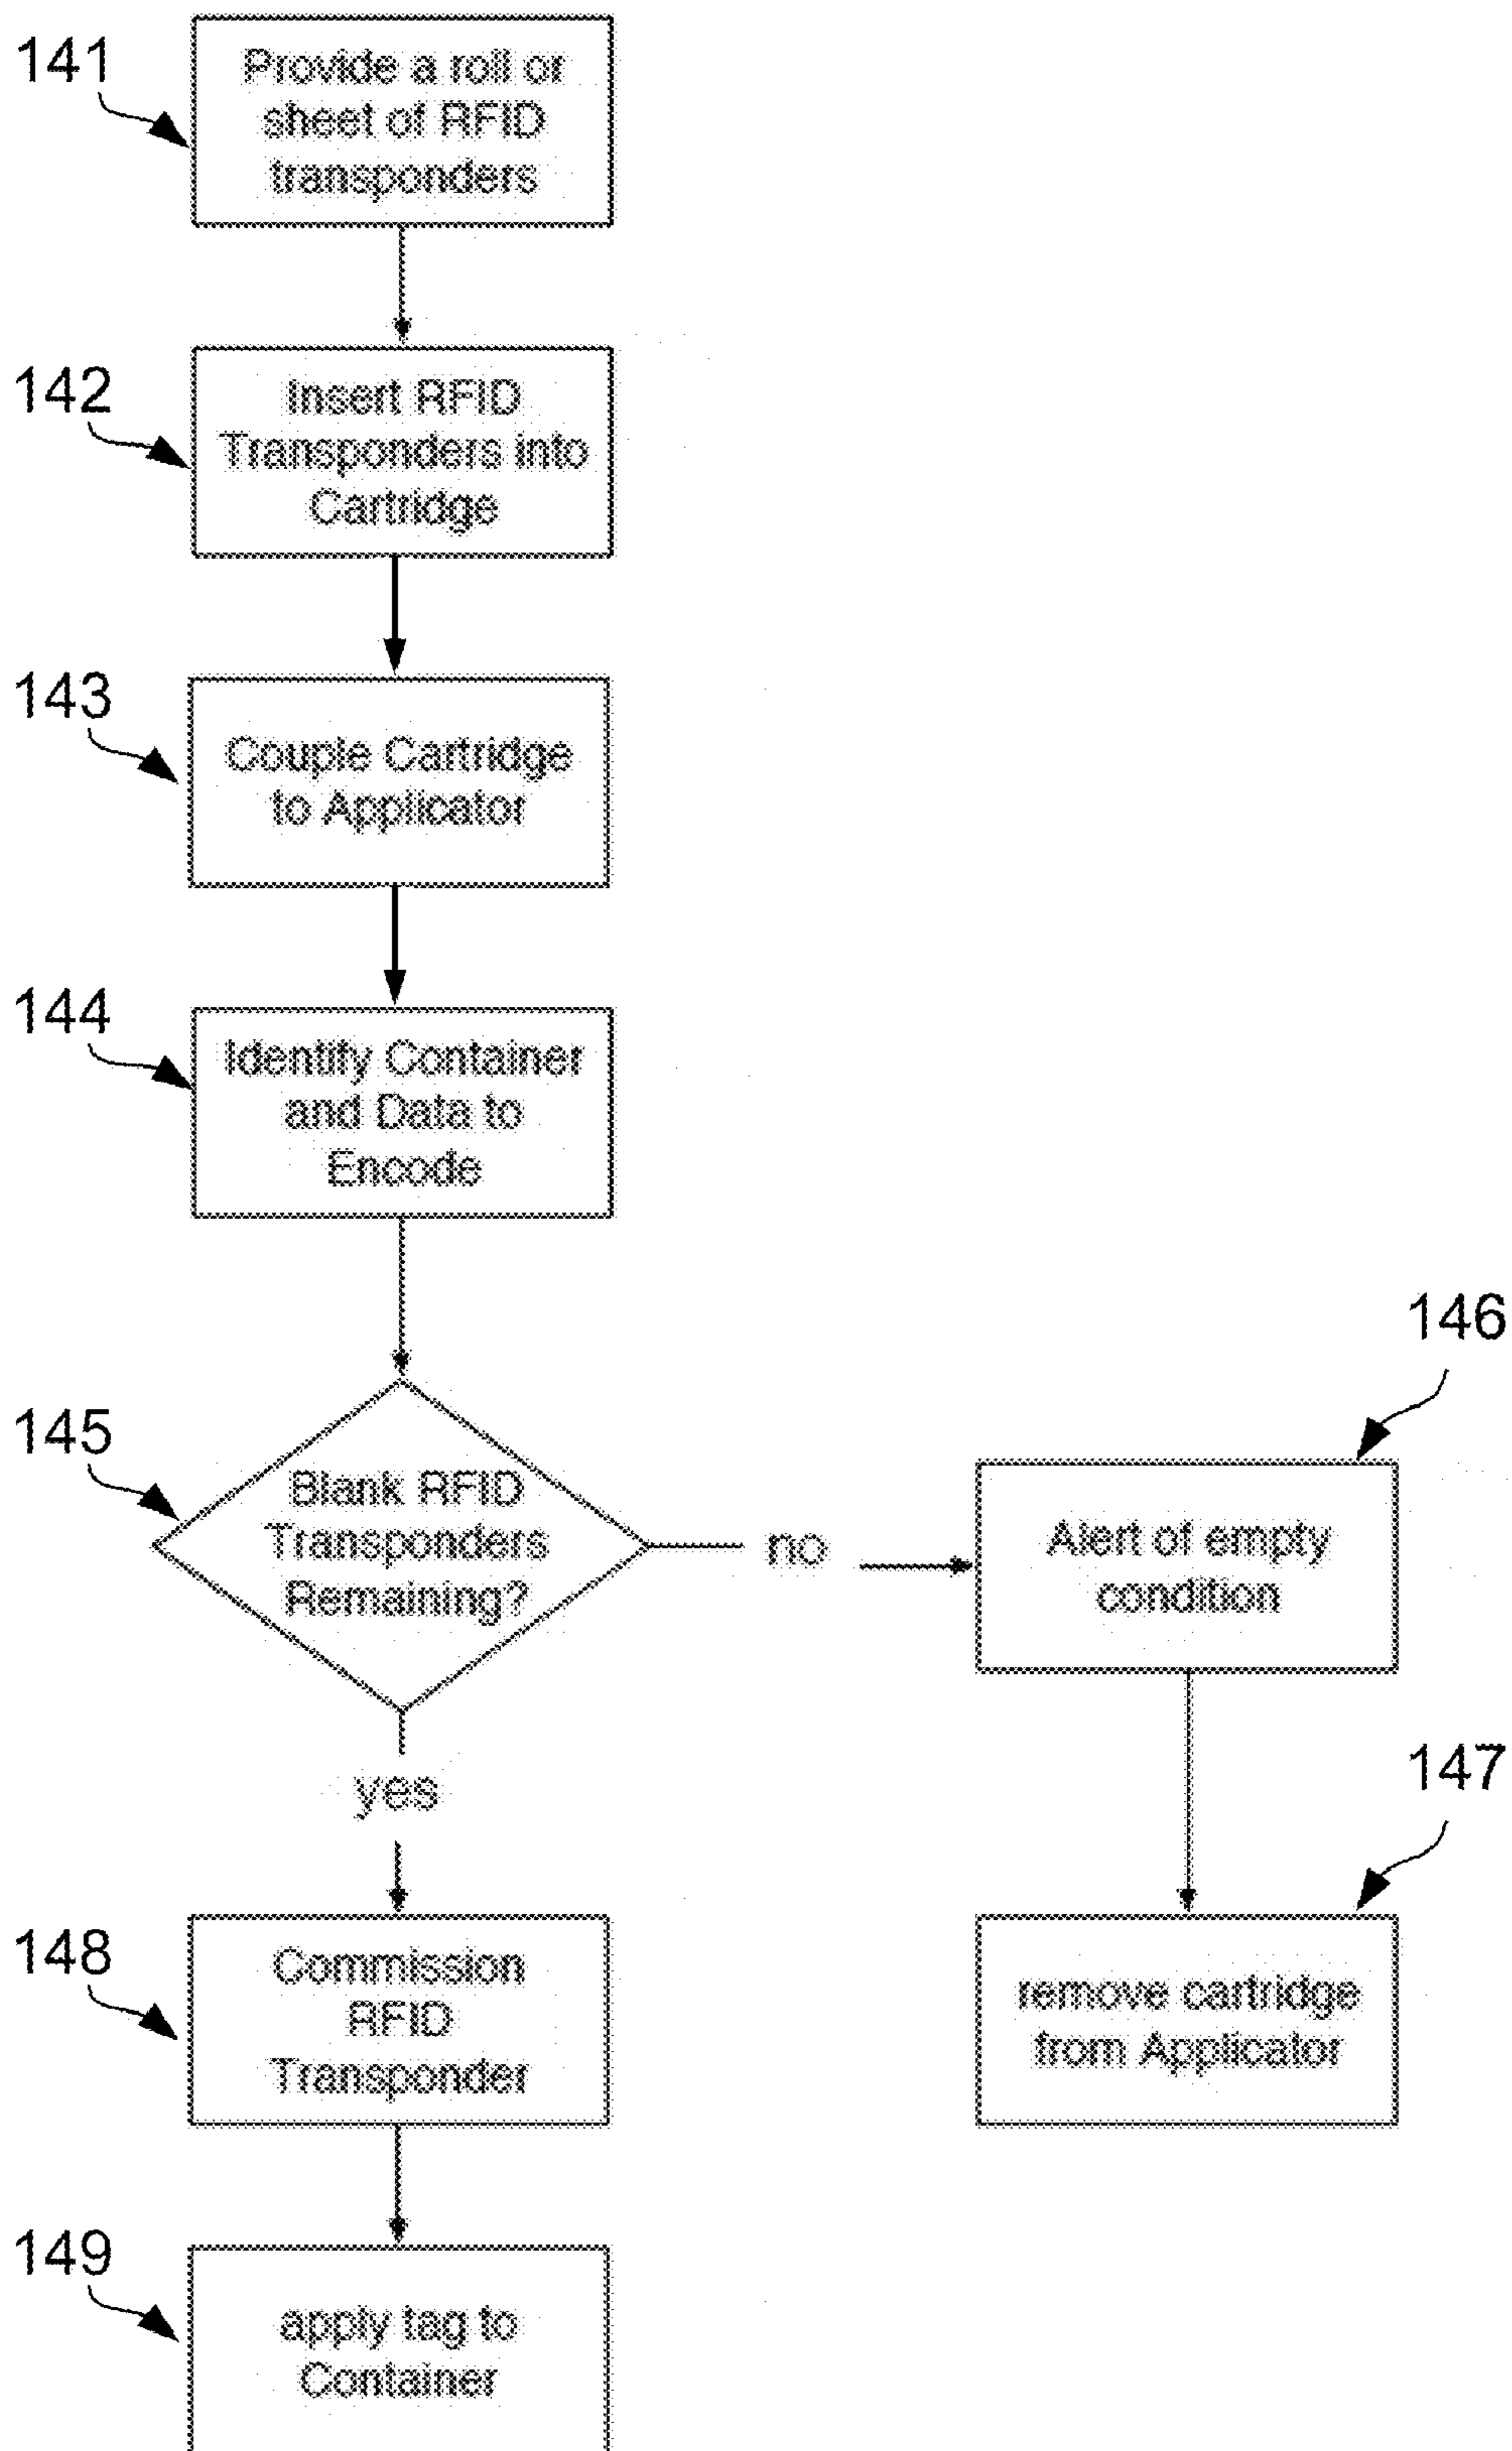 141
Provide a roll or
sheet of RFID
transponders
142
Insert RFID
Transponders into
Cartridge
143
Couple Cartridge
to Applicator
144
Identify Container
and Data to
Encode
145
Blank RFID
Transponders
Remaining?
no
146
Alert of empty
condition
yes
147
remove cartridge
from Applicator
148
Commission
RFID
Transponder
149
apply tag to
Container